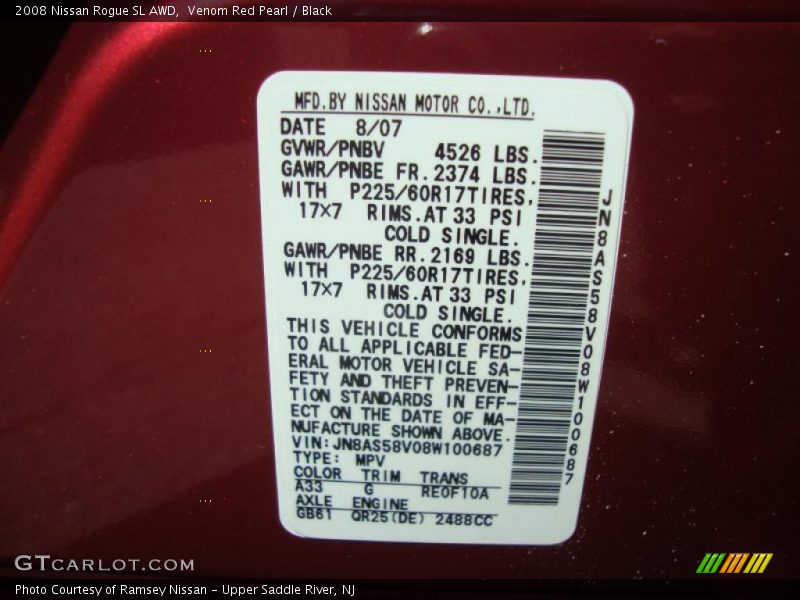 2008 Nissan Rogue SL AWD,  Venom Red Pearl / Black
MFD.BY NISSAN MOTOR CO.,LTD.
DATE 8/07
GVWR/PNBV 4526 LBS.
GAWR/PNBE FR.2374 LBS.
WITH P225/60R17TIRES,
17×7 RIMS.AT 33 PSI
COLD SINGLE.
GAWR/PNBE RR.2169 LBS.
WITH P225/60R17TIRES,
17×7 RIMS.AT 33 PSI
COLD SINGLE.
THIS VEHICLE CONFORMS
TO ALL APPLICABLE FED-
ERAL MOTOR VEHICLE SA-
FETY AND THEFT PREVEN-
TION STANDARDS IN EFF-
ECT ON THE DATE OF MA-
NUFACTURE SHOWN ABOVE.
VIN:JN8AS58V08W100687
TYPE: MPV
COLOR TRIM TRANS
A33 G RE0F10A
AXLE ENGINE
GB61 QR25(DE) 2488CC
JN8AS58V08W100687
GTcarlot.com
Photo Courtesy of Ramsey Nissan - Upper Saddle River, NJ